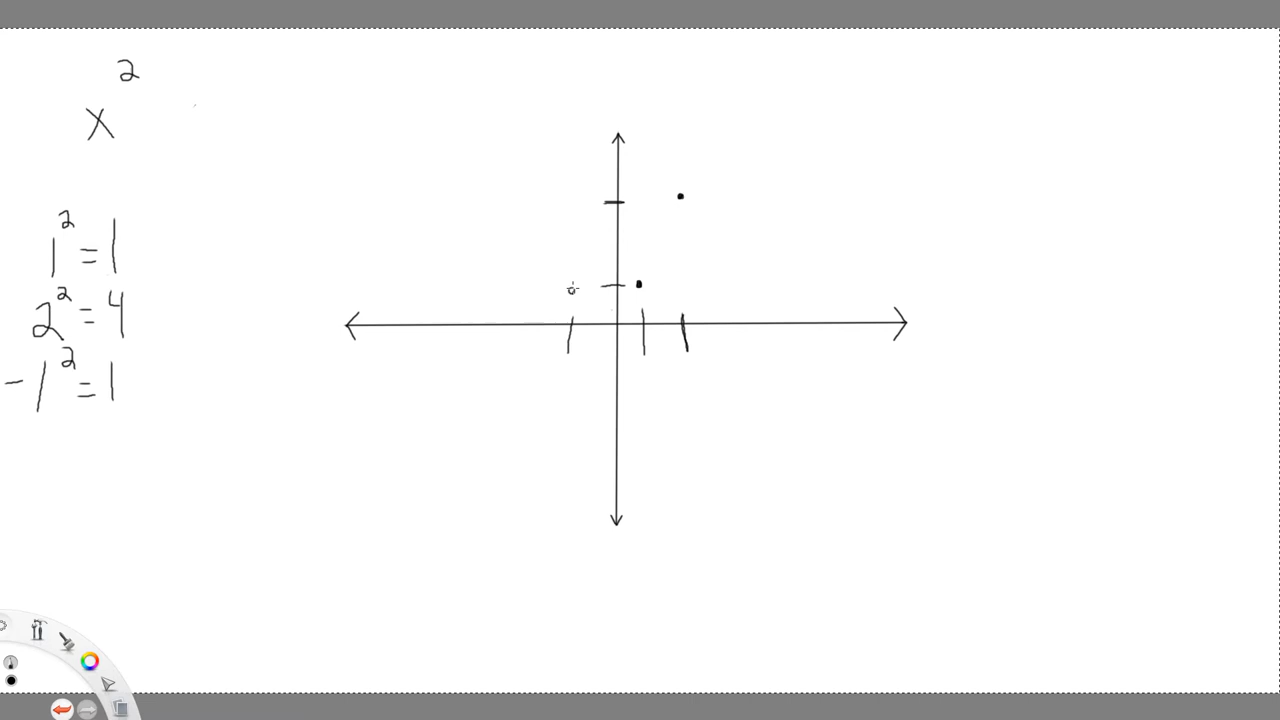 x²
1² = 1
2² = 4
-1² = 1